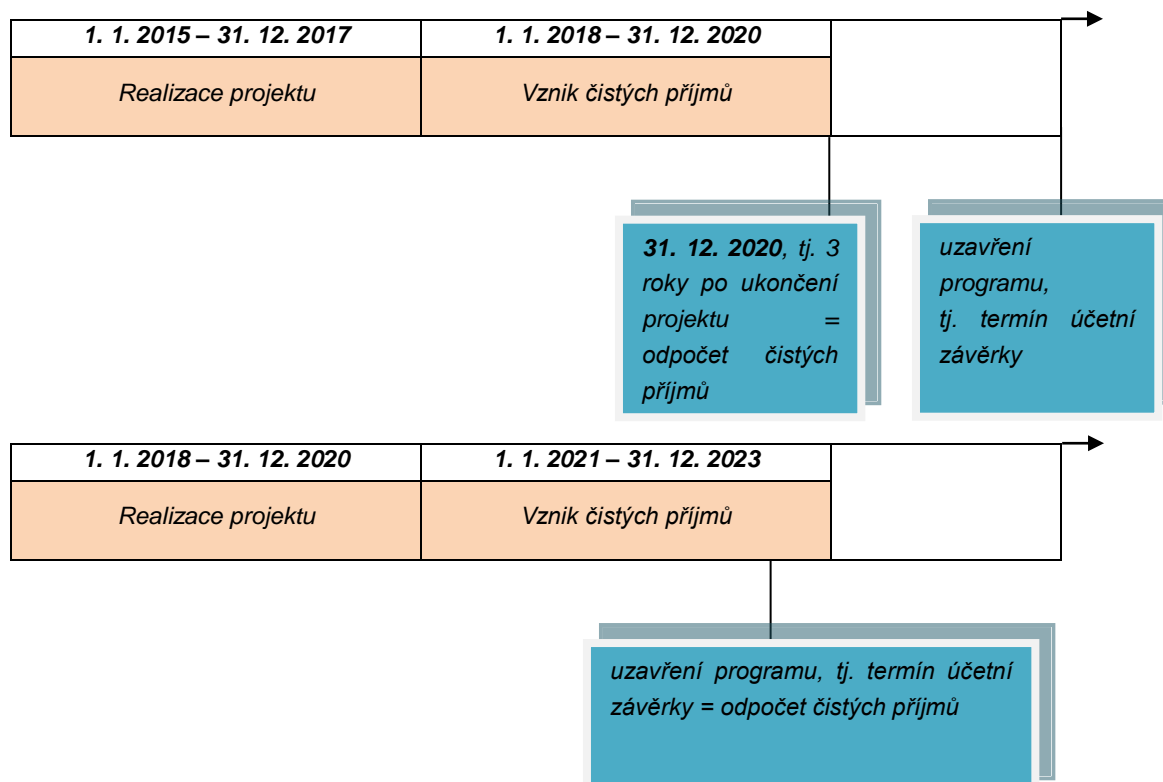 1. 1. 2015 – 31. 12. 2017
1. 1. 2018 – 31. 12. 2020
Realizace projektu
Vznik čistých příjmů
31. 12. 2020, tj. 3
roky po ukončení
projektu =
odpočet čistých
příjmů
uzavření
programu,
tj. termín účetní
závěrky
1. 1. 2018 – 31. 12. 2020
1. 1. 2021 – 31. 12. 2023
Realizace projektu
Vznik čistých příjmů
uzavření programu, tj. termín účetní
závěrky = odpočet čistých příjmů